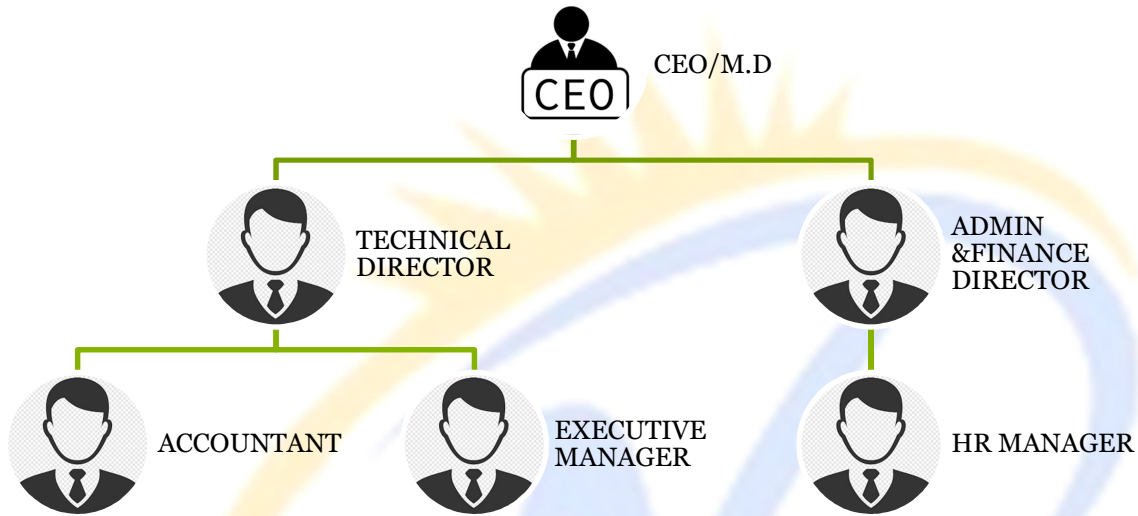 CEO
CEO/M.D
TECHNICAL
DIRECTOR
ADMIN
&FINANCE
DIRECTOR
ACCOUNTANT
EXECUTIVE
MANAGER
HR MANAGER